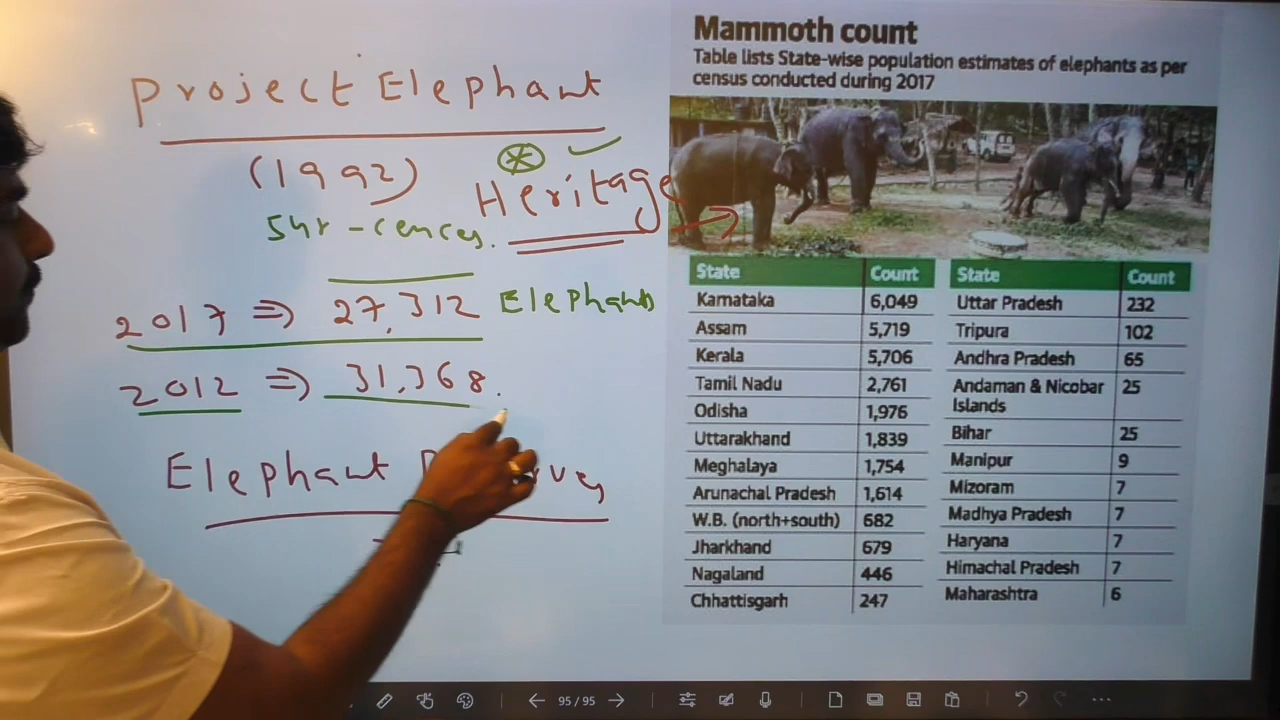 Project Elephant
(1992)
Heritage
5yr - cences.
2017 ⇒ 27,312 Elephants
2012 ⇒ 31,368.
Elephant
Mammoth count
Table lists State-wise population estimates of elephants as per
census conducted during 2017
State Count
Karnataka 6,049
Assam 5,719
Kerala 5,706
Tamil Nadu 2,761
Odisha 1,976
Uttarakhand 1,839
Meghalaya 1,754
Arunachal Pradesh 1,614
W.B. (north+south) 682
Jharkhand 679
Nagaland 446
Chhattisgarh 247
State Count
Uttar Pradesh 232
Tripura 102
Andhra Pradesh 65
Andaman & Nicobar 25
Islands
Bihar 25
Manipur 9
Mizoram 7
Madhya Pradesh 7
Haryana 7
Himachal Pradesh 7
Maharashtra 6
95 / 95